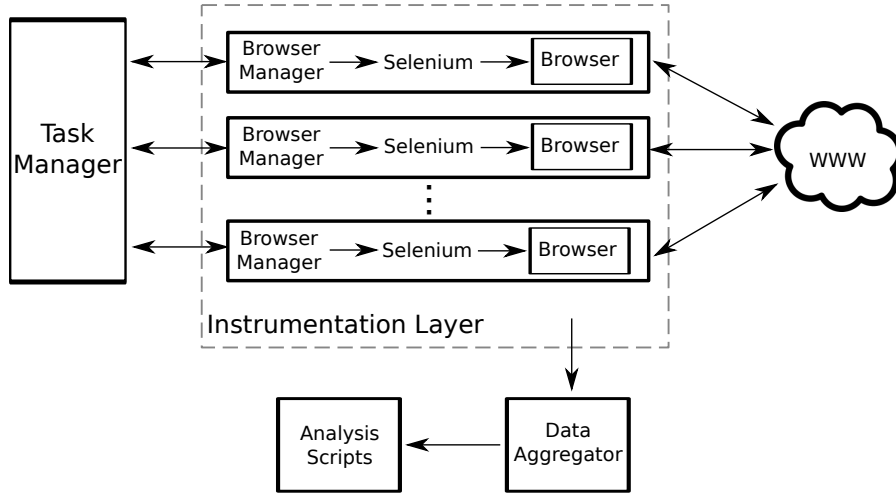 Task
Manager
Browser
Manager
Selenium
Browser
Browser
Manager
Selenium
Browser
Browser
Manager
Selenium
Browser
www
Instrumentation Layer
Analysis
Scripts
Data
Aggregator